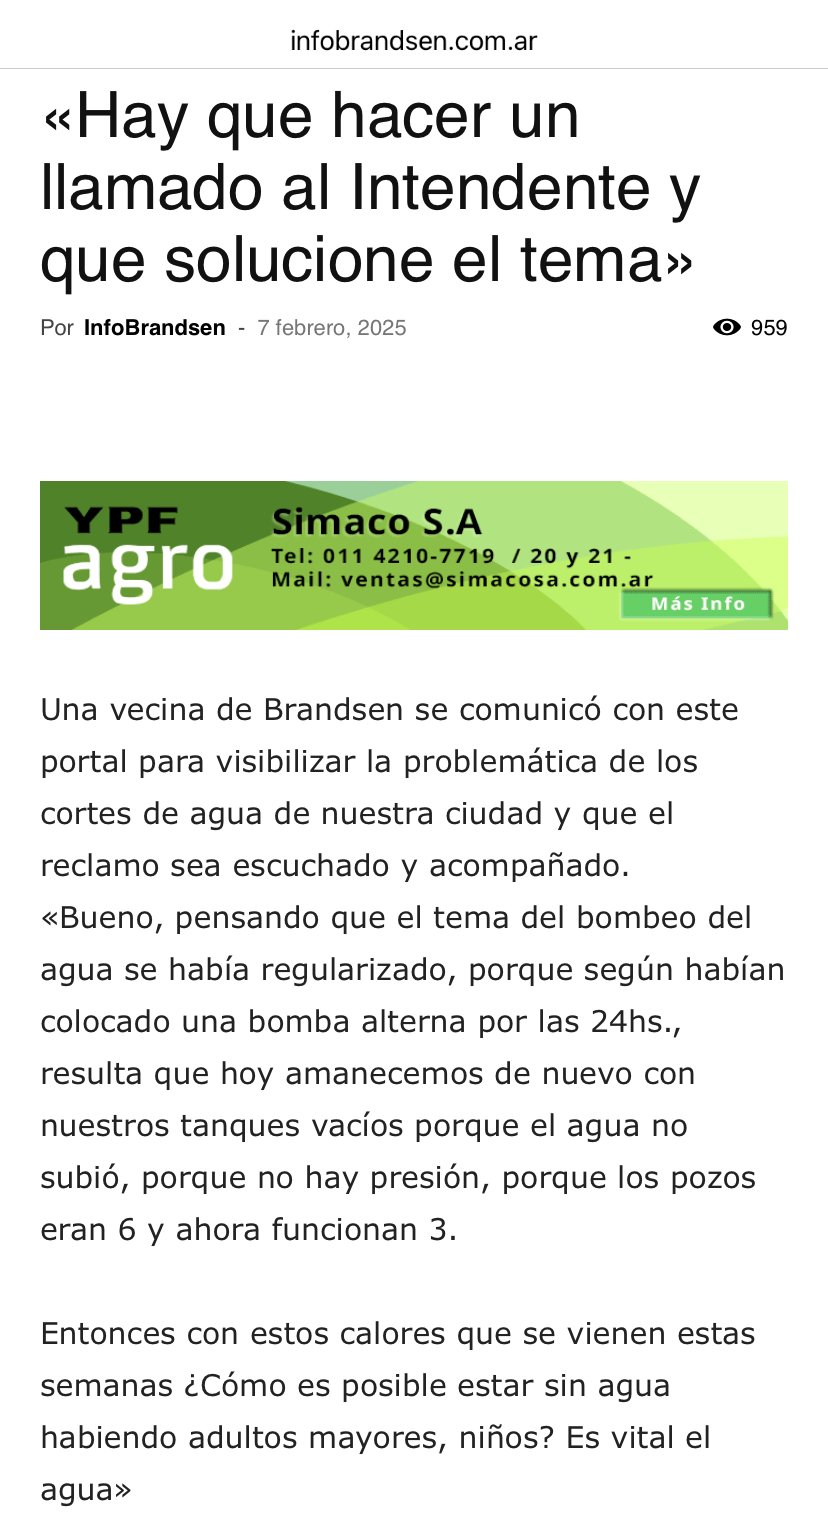 infobrandsen.com.ar
«Hay que hacer un
llamado al Intendente y
que solucione el tema»
Por InfoBrandsen - 7 febrero, 2025 959
YPF
agro
Simaco S.A
Tel: 011 4210-7719 / 20 y 21 -
Mail: ventas@simacosa.com.ar
Más Info
Una vecina de Brandsen se comunicó con este
portal para visibilizar la problemática de los
cortes de agua de nuestra ciudad y que el
reclamo sea escuchado y acompañado.
«Bueno, pensando que el tema del bombeo del
agua se había regularizado, porque según habían
colocado una bomba alterna por las 24hs.,
resulta que hoy amanecemos de nuevo con
nuestros tanques vacíos porque el agua no
subió, porque no hay presión, porque los pozos
eran 6 y ahora funcionan 3.
Entonces con estos calores que se vienen estas
semanas ¿Cómo es posible estar sin agua
habiendo adultos mayores, niños? Es vital el
agua»